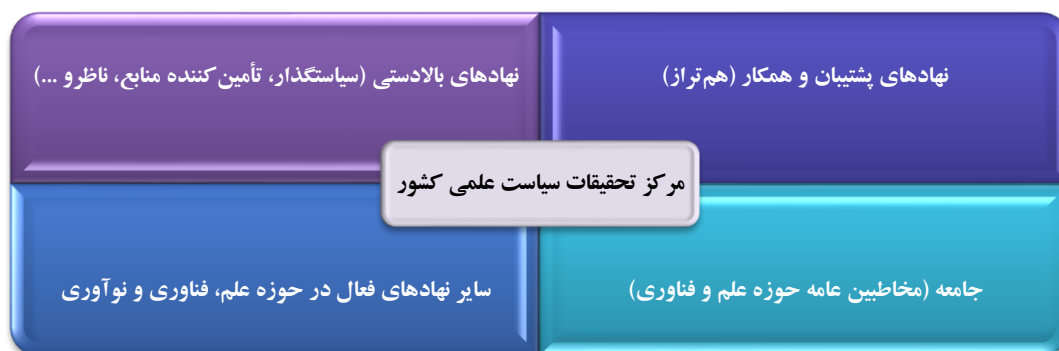 نهادهای پشتیبان و همکار (هم‌تراز)
نهادهای بالادستی (سیاستگذار، تأمین‌کننده منابع، ناظرو ...)
مرکز تحقیقات سیاست علمی کشور
جامعه (مخاطبین عامه حوزه علم و فناوری)
سایر نهادهای فعال در حوزه علم، فناوری و نوآوری